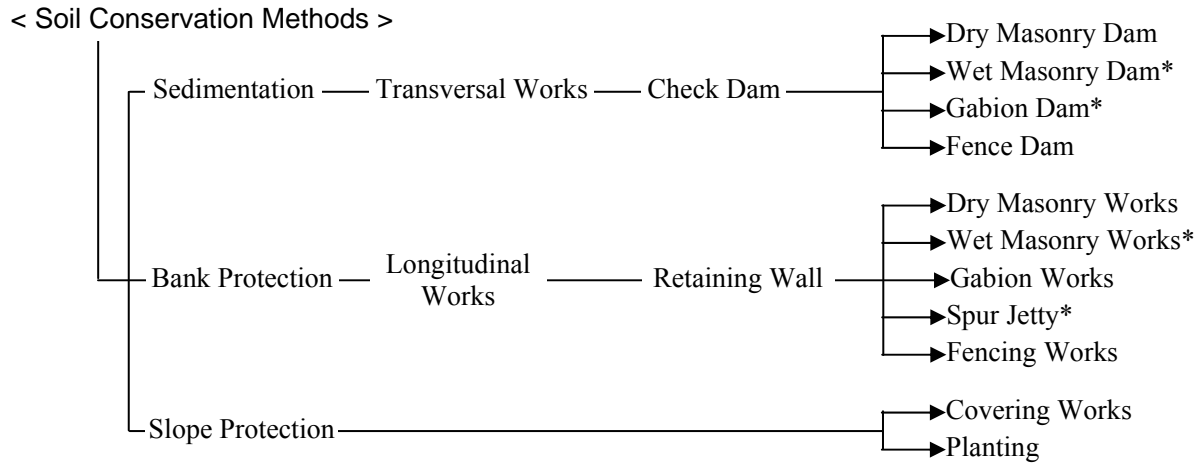 < Soil Conservation Methods >
Sedimentation
Transversal Works
Check Dam
Dry Masonry Dam
Wet Masonry Dam*
Gabion Dam*
Fence Dam
Bank Protection
Longitudinal
Works
Retaining Wall
Dry Masonry Works
Wet Masonry Works*
Gabion Works
Spur Jetty*
Fencing Works
Slope Protection
Covering Works
Planting